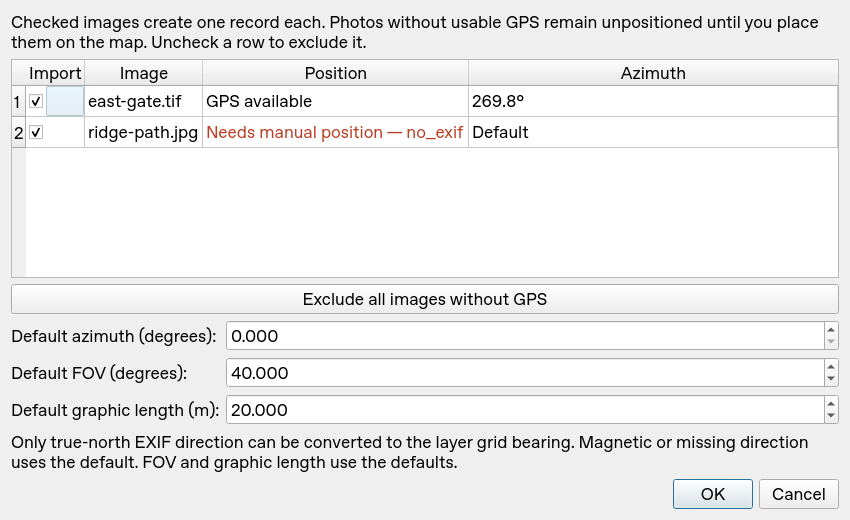 Checked images create one record each. Photos without usable GPS remain unpositioned until you place
them on the map. Uncheck a row to exclude it.
Import Image Position Azimuth
1 east-gate.tif GPS available 269.8°
2 ridge-path.jpg Needs manual position — no_exif Default
Exclude all images without GPS
Default azimuth (degrees): 0.000
Default FOV (degrees): 40.000
Default graphic length (m): 20.000
Only true-north EXIF direction can be converted to the layer grid bearing. Magnetic or missing direction
uses the default. FOV and graphic length use the defaults.
OK Cancel